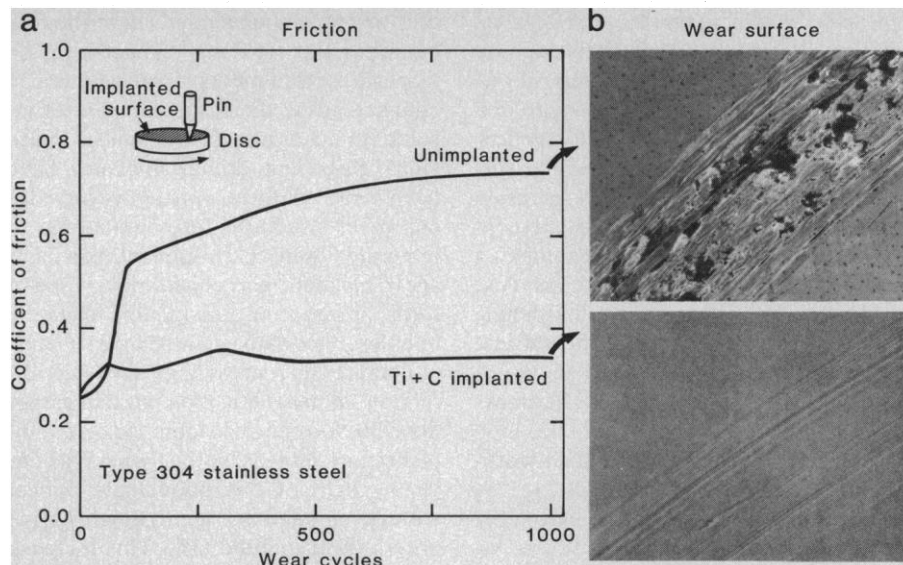 a
Friction
1.0
0.8
0.6
0.4
0.2
0.0
Coefficent of friction
Implanted
surface
Pin
Disc
Unimplanted
Ti + C implanted
Type 304 stainless steel
0
500
1000
Wear cycles
b
Wear surface